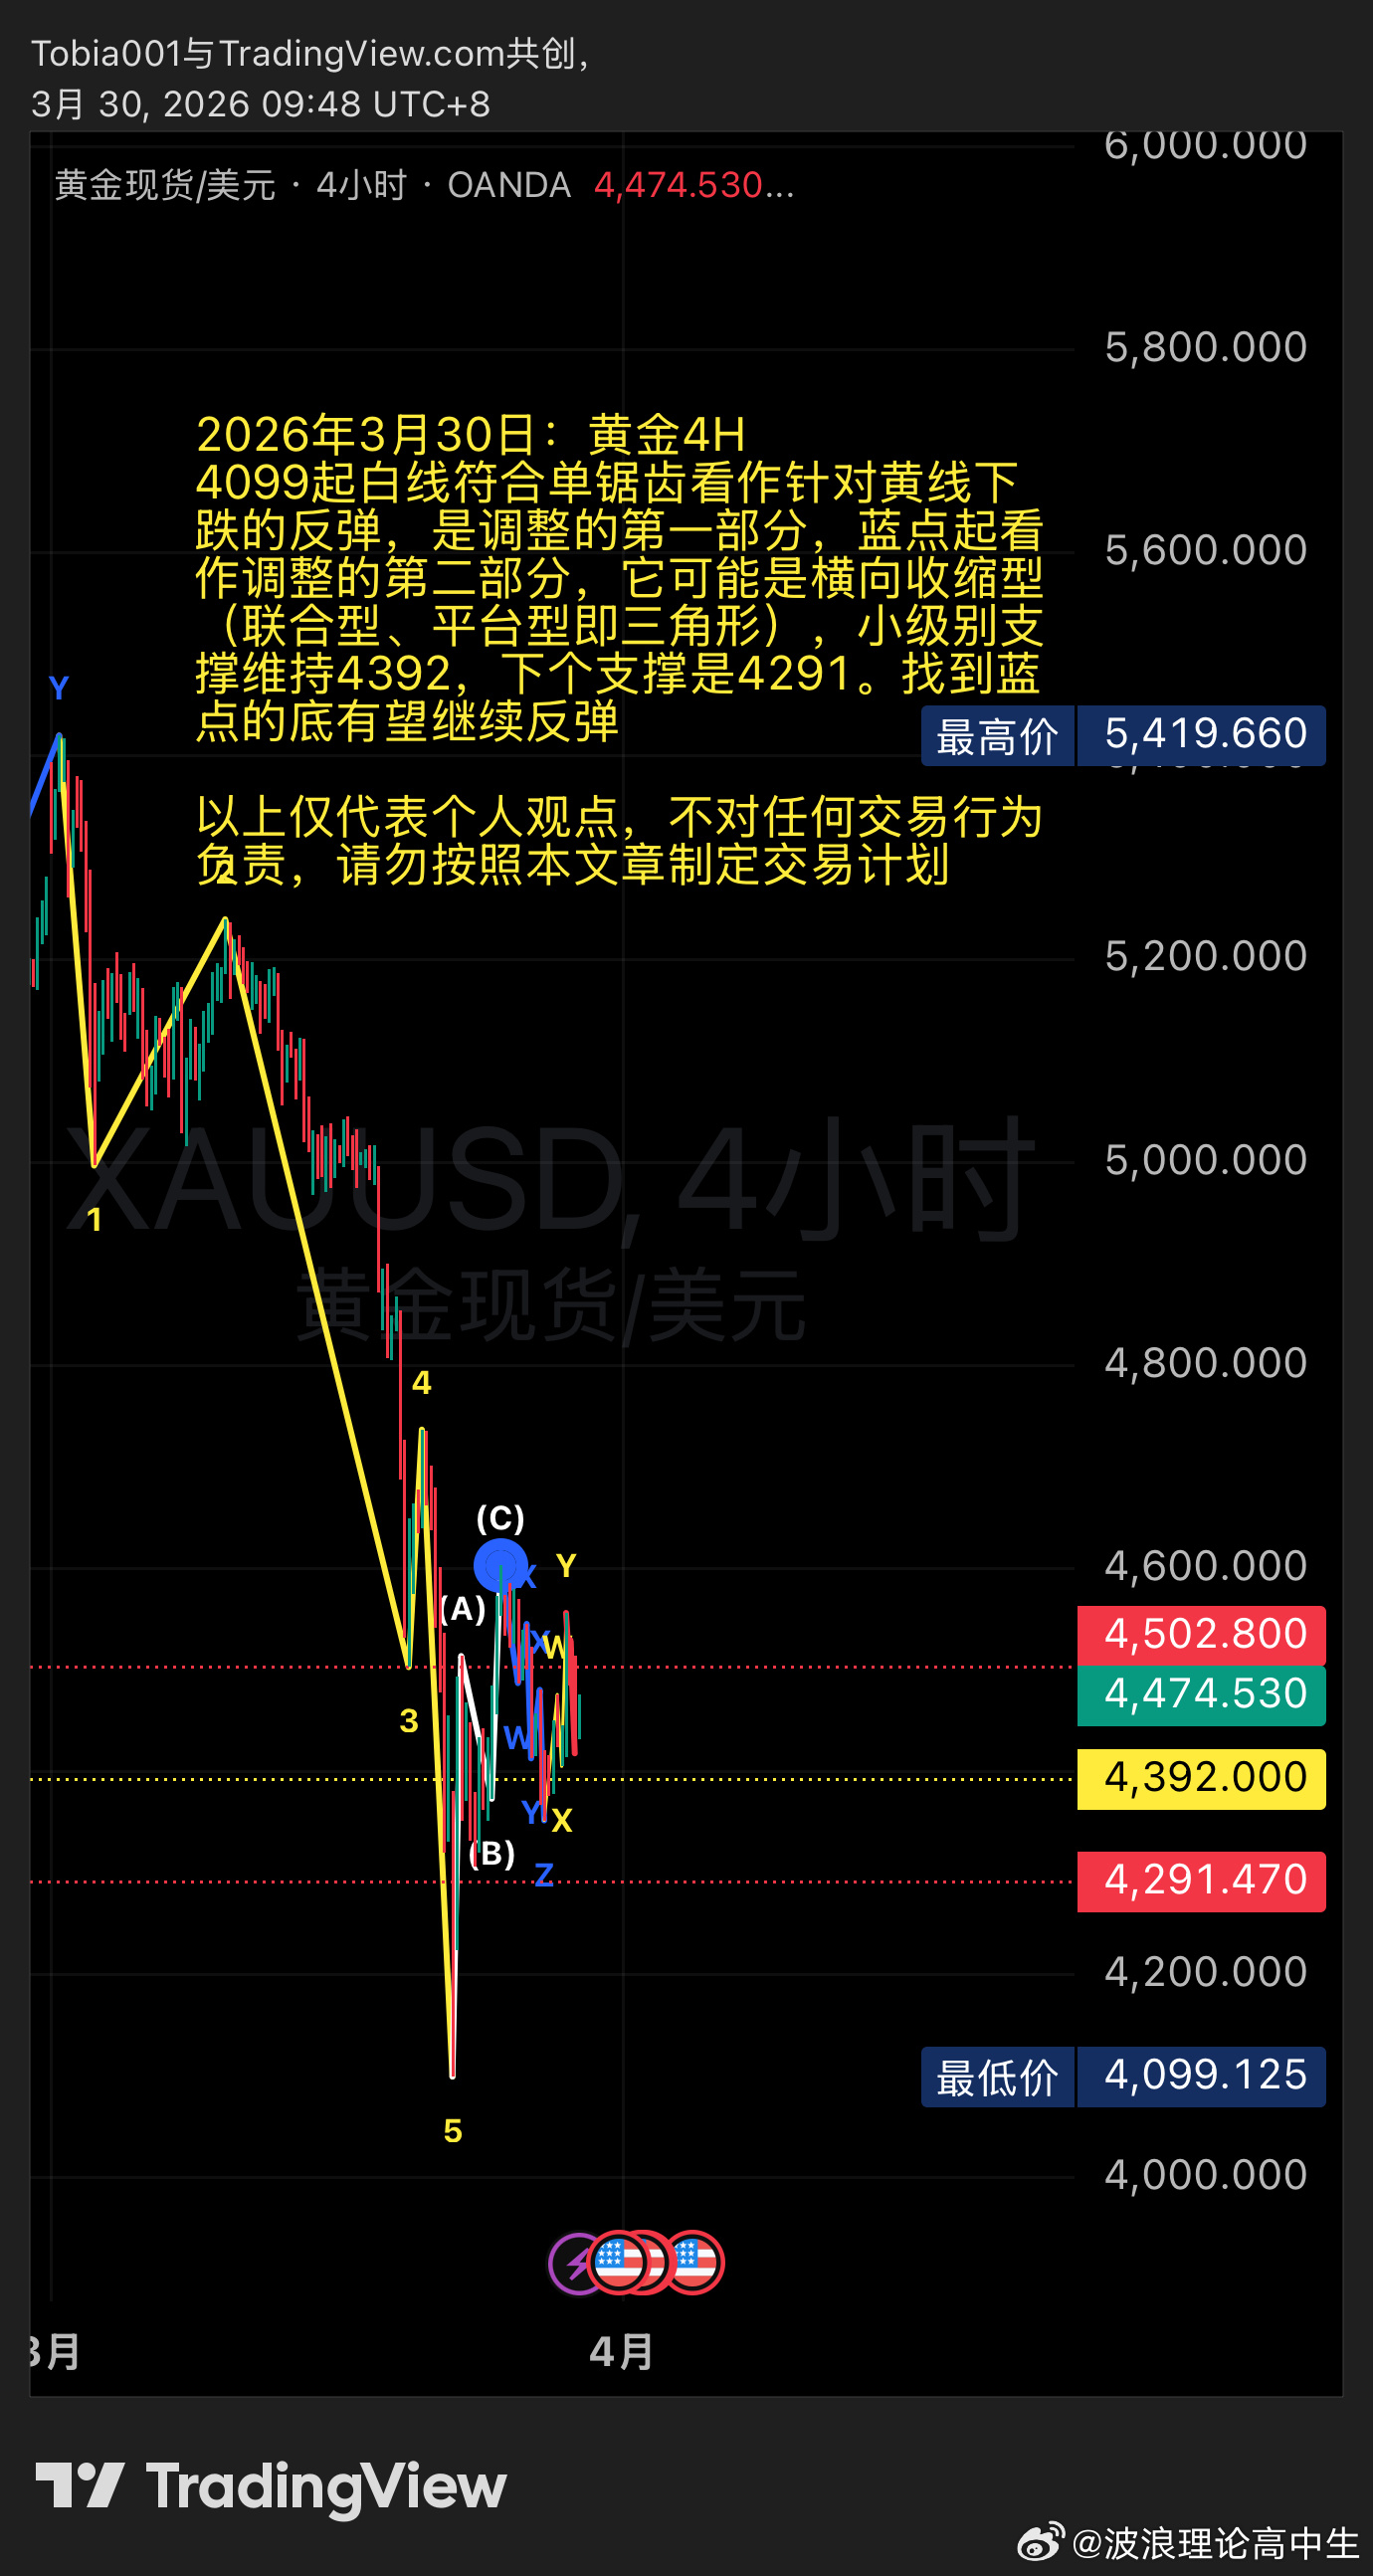 Tobia001与TradingView.com共创，
3月 30, 2026 09:48 UTC+8
6,000.000
黄金现货/美元 · 4小时 · OANDA 4,474.530...
5,800.000
2026年3月30日：黄金4H
4099起白线符合单锯齿看作针对黄线下
跌的反弹，是调整的第一部分，蓝点起看
5,600.000
作调整的第二部分，它可能是横向收缩型
（联合型、平台型即三角形），小级别支
撑维持4392，下个支撑是4291。找到蓝
点的底有望继续反弹
Y
最高价 5,419.660
以上仅代表个人观点，不对任何交易行为
负责，请勿按照本文章制定交易计划
2
5,200.000
XAUUSD, 4小时
5,000.000
1
黄金现货/美元
4,800.000
4
(C)
X
Y
4,600.000
(A)
X
W
4,502.800
4,474.530
3
W
4,392.000
Y
X
(B)
Z
4,291.470
4,200.000
最低价 4,099.125
5
4,000.000
3月
4月
TradingView
@波浪理论高中生